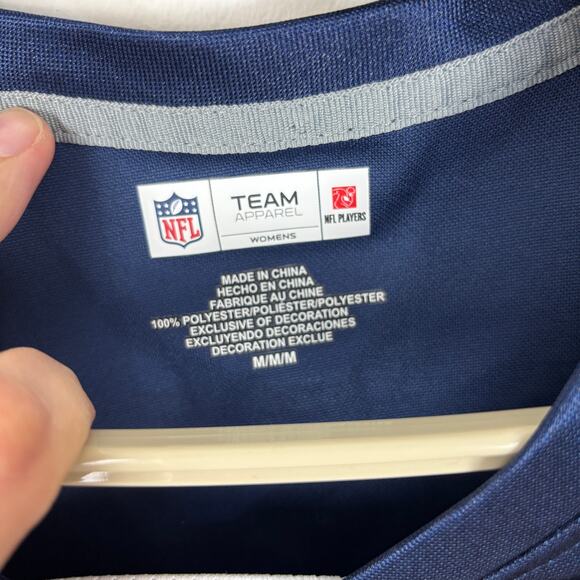 NFL
TEAM
APPAREL
WOMENS
NFL PLAYERS
MADE IN CHINA
HECHO EN CHINA
FABRIQUE AU CHINE
100% POLYESTER/POLIÉSTER/POLYESTER
EXCLUSIVE OF DECORATION
EXCLUYENDO DECORACIONES
DECORATION EXCLUE
M/M/M